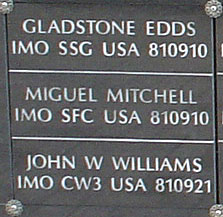 GLADSTONE EDDS
IMO SSG USA 810910
MIGUEL MITCHELL
IMO SFC USA 810910
JOHN W WILLIAMS
IMO CW3 USA 810921